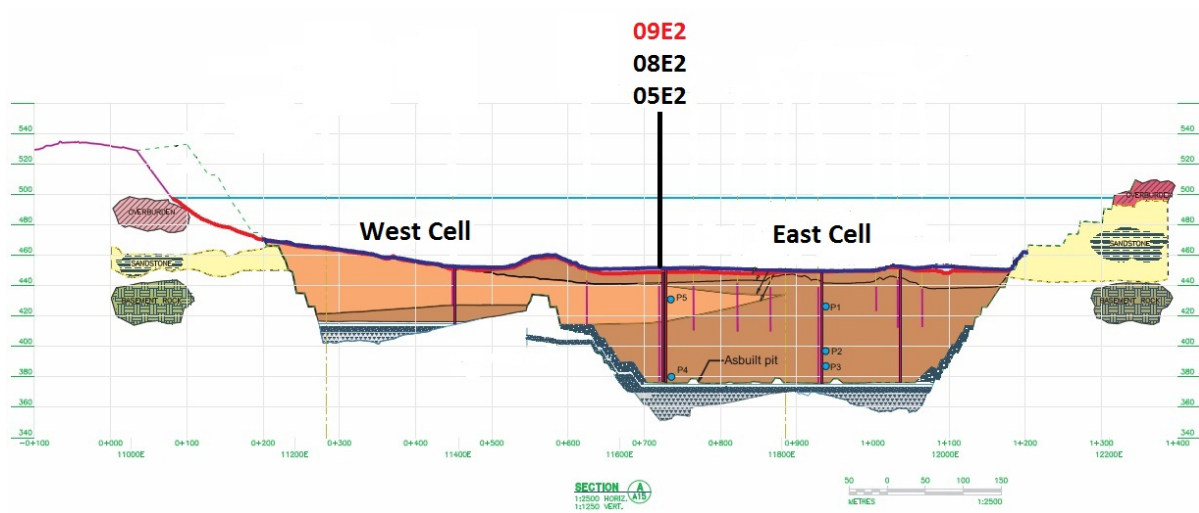 09E2
08E2
05E2
540
520
500
480
460
440
420
400
380
360
340
540
520
500
480
460
440
420
400
380
360
340
OVERBURDEN
SANDSTONE
BASEMENT ROCK
West Cell
East Cell
OVERBURDEN
SANDSTONE
BASEMENT ROCK
P5
P1
P2
P3
P4
Asbuilt pit
-0+100 0+000 0+100 0+200 0+300 0+400 0+500 0+600 0+700 0+800 0+900 1+000 1+100 1+200 1+300 1+400
11000E 11200E 11400E 11600E 11800E 12000E 12200E
SECTION A
A15
1:2500 HORIZ.
1:1250 VERT.
50 0 50 100 150
METRES 1:2500